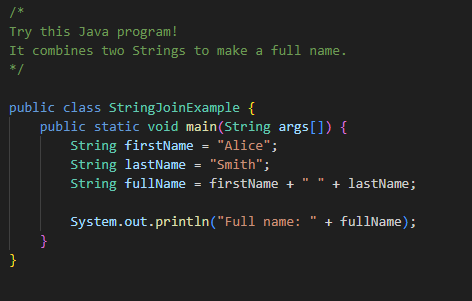 /*
Try this Java program!
It combines two Strings to make a full name.
*/
public class StringJoinExample {
    public static void main(String args[]) {
        String firstName = "Alice";
        String lastName = "Smith";
        String fullName = firstName + " " + lastName;
        System.out.println("Full name: " + fullName);
    }
}